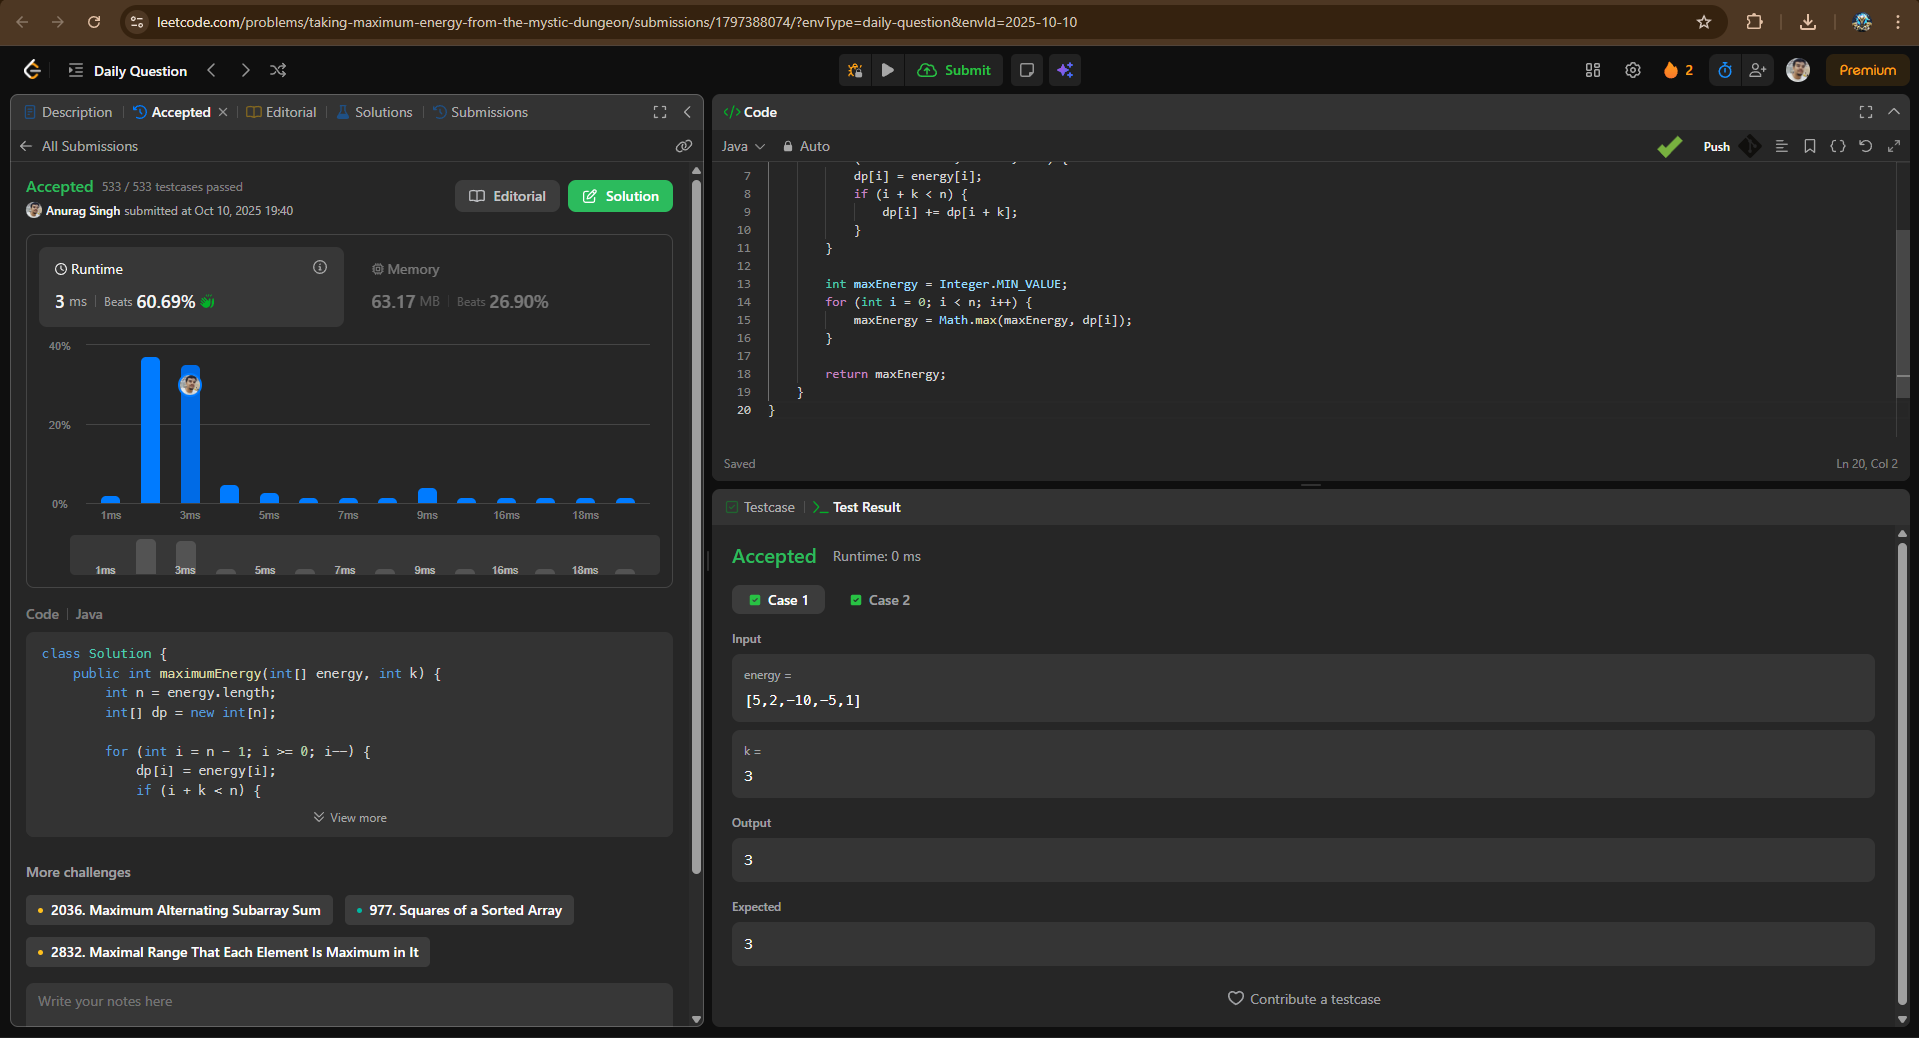 leetcode.com/problems/taking-maximum-energy-from-the-mystic-dungeon/submissions/1797388074/?envType=daily-question&envId=2025-10-10
Daily Question
Submit
2
Premium
Description
Accepted
Editorial
Solutions
Submissions
All Submissions
Accepted 533 / 533 testcases passed
Anurag Singh submitted at Oct 10, 2025 19:40
Editorial
Solution
Runtime
3 ms Beats 60.69%
Memory
63.17 MB Beats 26.90%
40%
20%
0%
1ms 3ms 5ms 7ms 9ms 16ms 18ms
1ms 3ms 5ms 7ms 9ms 16ms 18ms
Code Java
class Solution {
public int maximumEnergy(int[] energy, int k) {
int n = energy.length;
int[] dp = new int[n];
for (int i = n - 1; i >= 0; i--) {
dp[i] = energy[i];
if (i + k < n) {
View more
More challenges
2036. Maximum Alternating Subarray Sum
977. Squares of a Sorted Array
2832. Maximal Range That Each Element Is Maximum in It
Write your notes here
</> Code
Java
Auto
Push
7 dp[i] = energy[i];
8 if (i + k < n) {
9 dp[i] += dp[i + k];
10 }
11 }
12
13 int maxEnergy = Integer.MIN_VALUE;
14 for (int i = 0; i < n; i++) {
15 maxEnergy = Math.max(maxEnergy, dp[i]);
16 }
17
18 return maxEnergy;
19 }
20 }
Saved
Ln 20, Col 2
Testcase
Test Result
Accepted Runtime: 0 ms
Case 1
Case 2
Input
energy =
[5,2,-10,-5,1]
k =
3
Output
3
Expected
3
Contribute a testcase